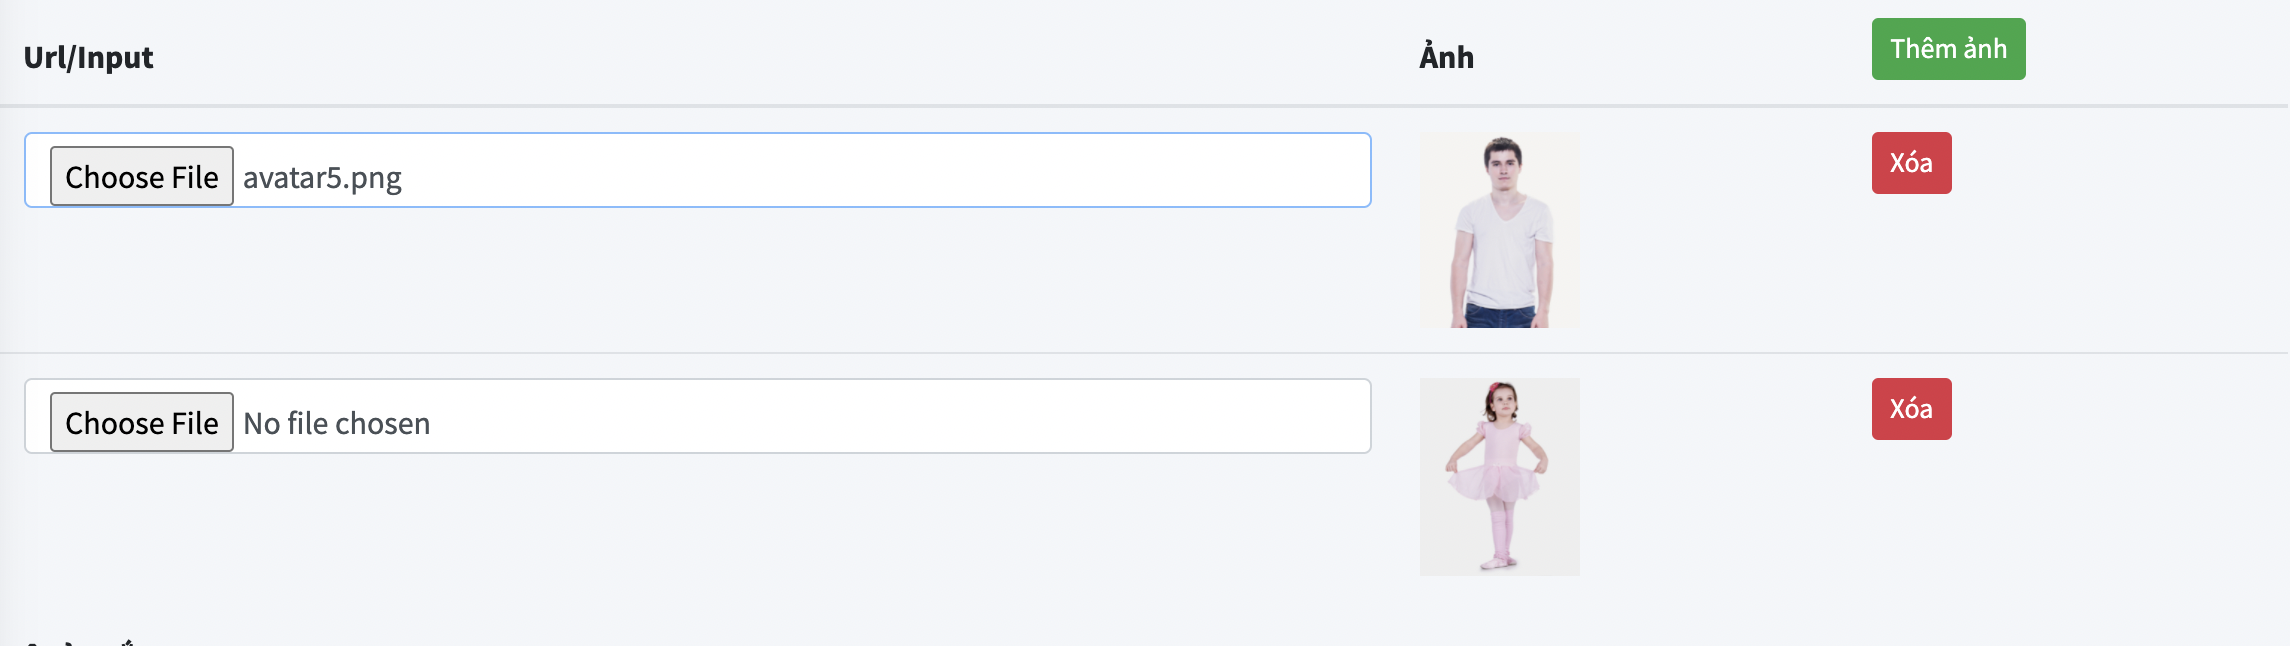 Url/Input Ảnh Thêm ảnh
Choose File avatar5.png Xóa
Choose File No file chosen Xóa